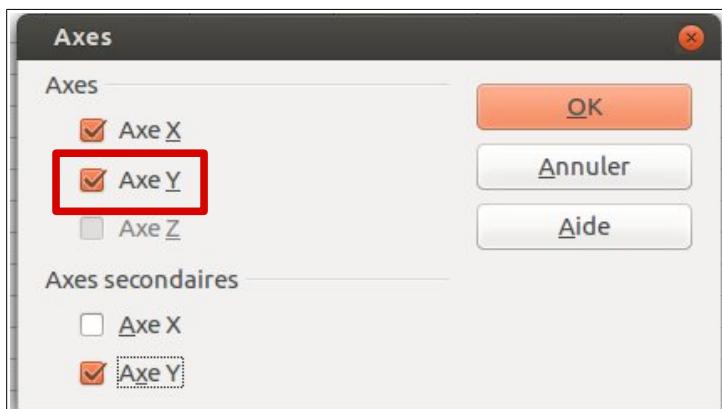 Axes
Axes
Axe X
Axe Y
Axe Z
Axes secondaires
Axe X
Axe Y
OK
Annuler
Aide